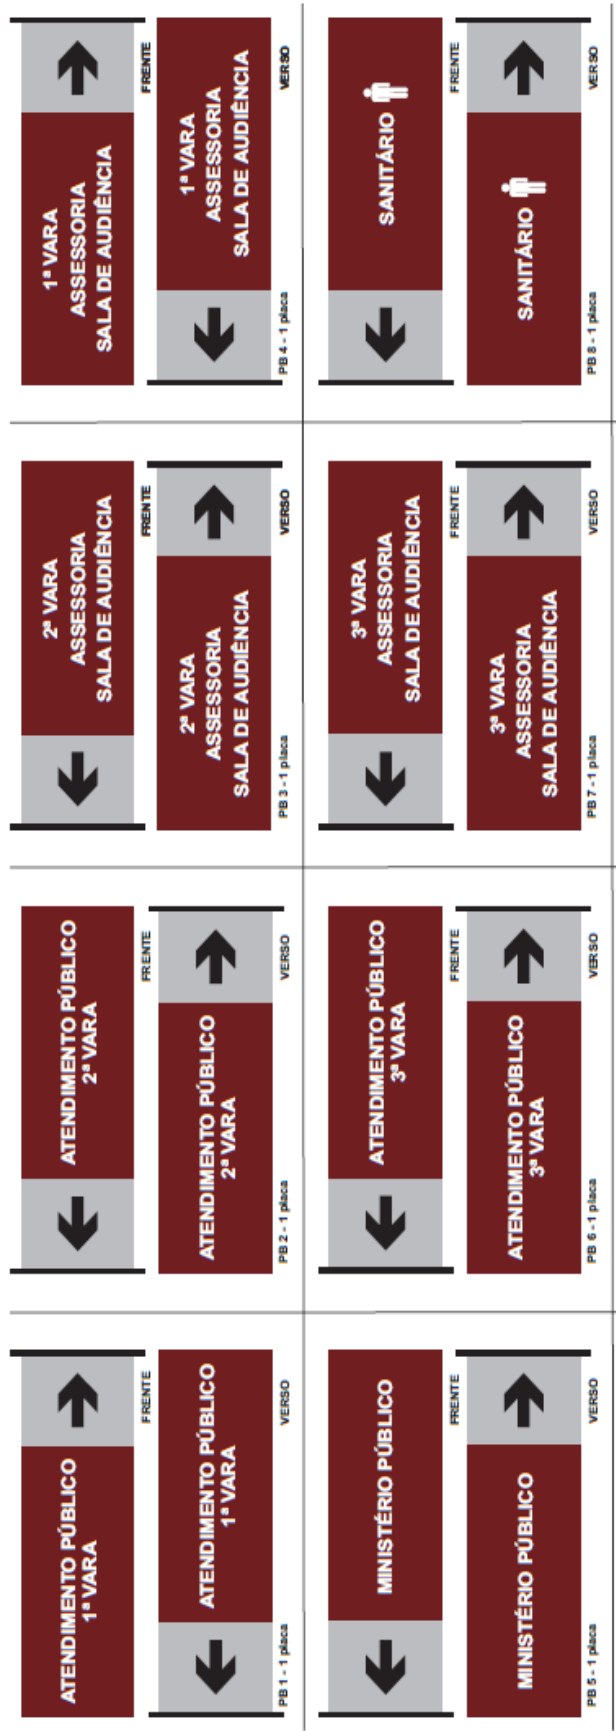 ATENDIMENTO PÚBLICO
1ª VARA
FRENTE
ATENDIMENTO PÚBLICO
1ª VARA
PB 1 - 1 placa
VERSO
ATENDIMENTO PÚBLICO
2ª VARA
FRENTE
ATENDIMENTO PÚBLICO
2ª VARA
PB 2 - 1 placa
VERSO
2ª VARA
ASSESSORIA
SALA DE AUDIÊNCIA
FRENTE
2ª VARA
ASSESSORIA
SALA DE AUDIÊNCIA
PB 3 - 1 placa
VERSO
1ª VARA
ASSESSORIA
SALA DE AUDIÊNCIA
FRENTE
1ª VARA
ASSESSORIA
SALA DE AUDIÊNCIA
PB 4 - 1 placa
VERSO
MINISTÉRIO PÚBLICO
FRENTE
MINISTÉRIO PÚBLICO
PB 5 - 1 placa
VERSO
ATENDIMENTO PÚBLICO
3ª VARA
FRENTE
ATENDIMENTO PÚBLICO
3ª VARA
PB 6 - 1 placa
VERSO
3ª VARA
ASSESSORIA
SALA DE AUDIÊNCIA
FRENTE
3ª VARA
ASSESSORIA
SALA DE AUDIÊNCIA
PB 7 - 1 placa
VERSO
SANITÁRIO
FRENTE
SANITÁRIO
PB 8 - 1 placa
VERSO